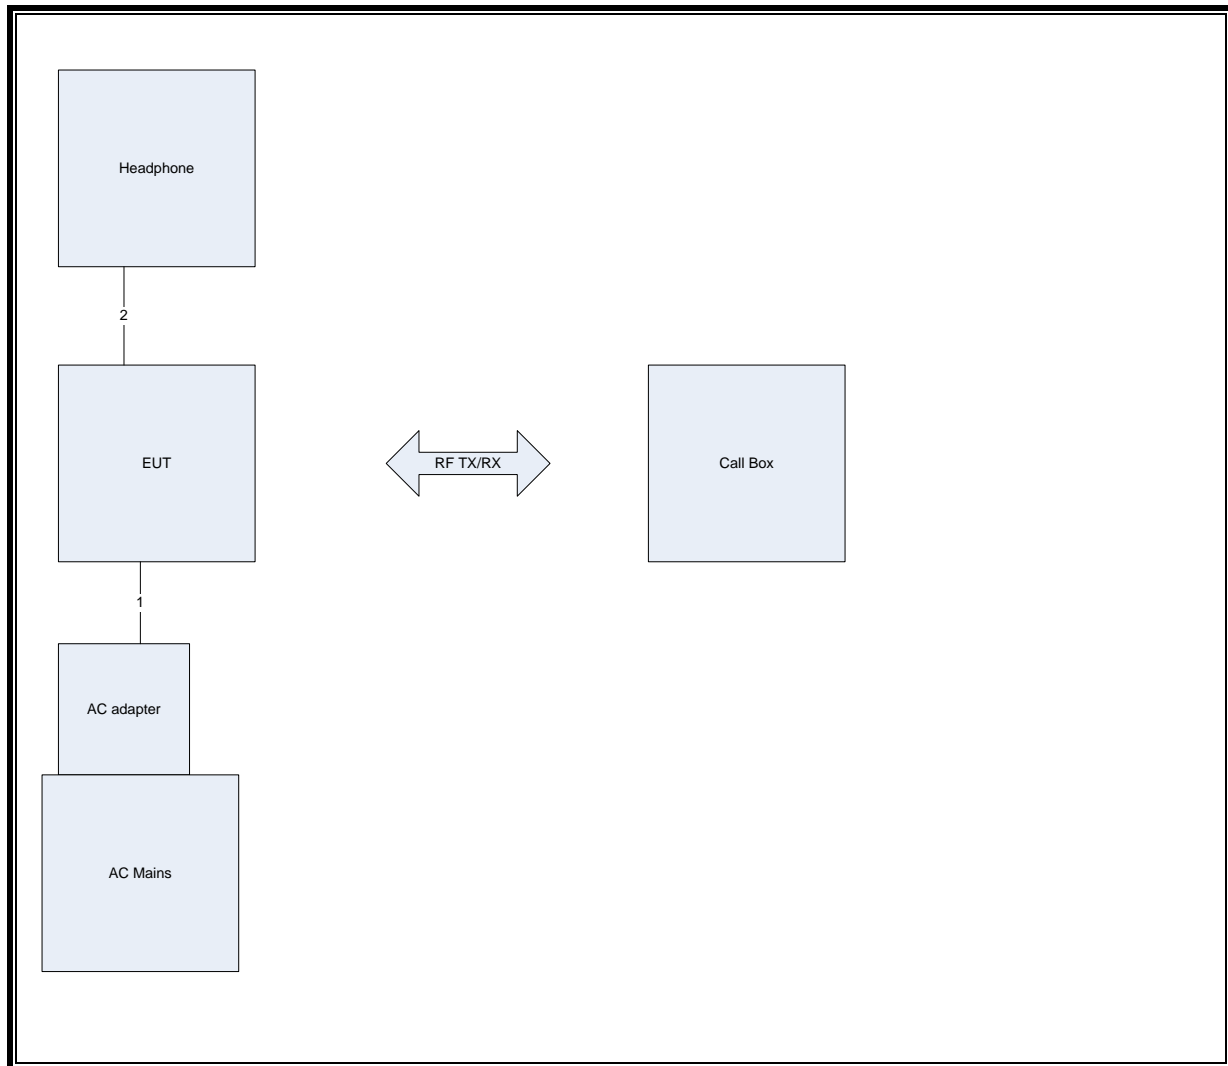 Headphone
2
EUT
RF TX/RX
Call Box
1
AC adapter
AC Mains